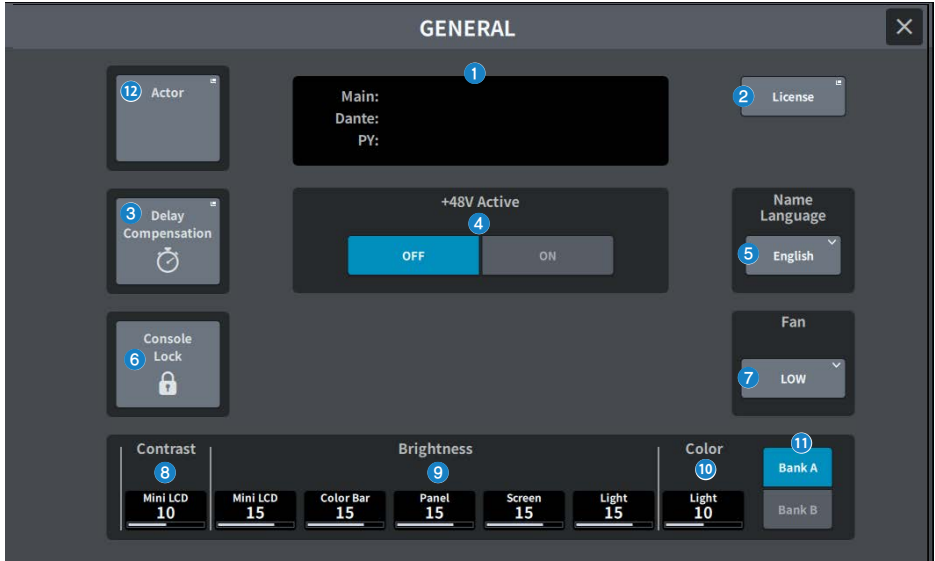 GENERAL
1
12 Actor
Main:
Dante:
PY:
2 License
3 Delay
Compensation
+48V Active
4
OFF ON
Name
Language
5 English
Console
6 Lock
Fan
7 LOW
Contrast
8
Mini LCD
10
Brightness
9
Mini LCD
15
Color Bar
15
Panel
15
Screen
15
Light
15
Color
10
Light
10
11
Bank A
Bank B